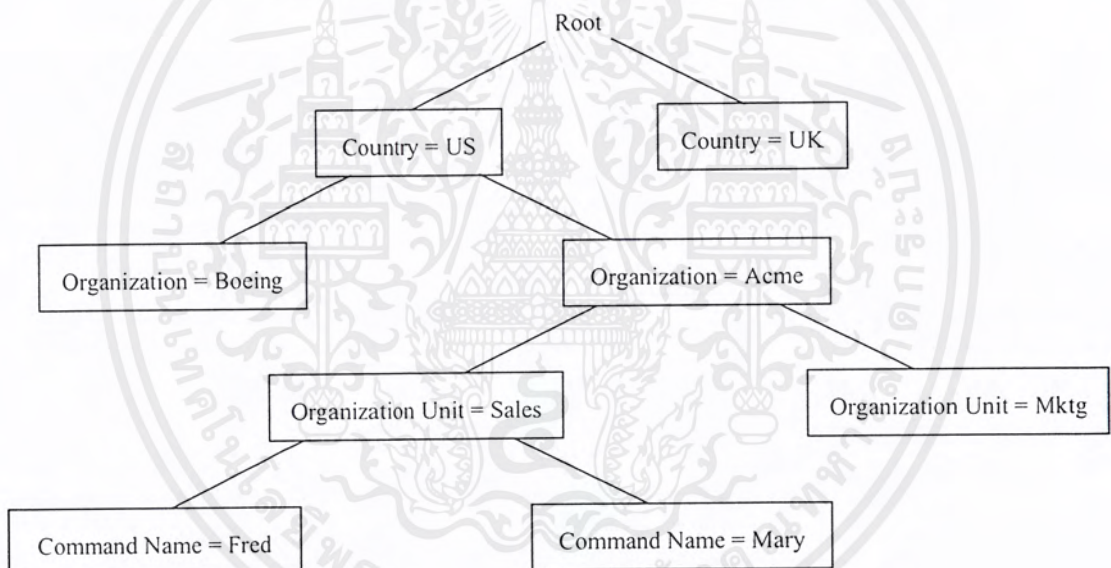 Root
Country = US
Country = UK
Organization = Boeing
Organization = Acme
Organization Unit = Sales
Organization Unit = Mktg
Command Name = Fred
Command Name = Mary